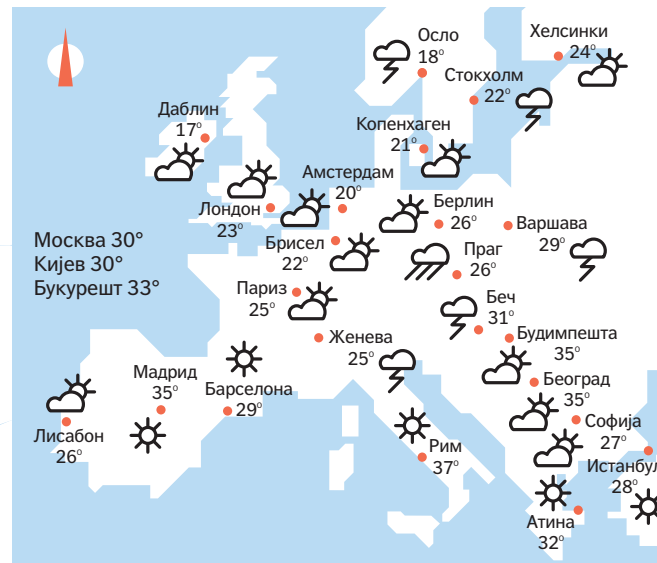 Осло
18°
Хелсинки
24°
Стокхолм
22°
Даблин
17°
Копенхаген
21°
Амстердам
20°
Лондон
23°
Берлин
26°
Варшава
29°
Москва 30°
Кијев 30°
Букурешт 33°
Брисел
22°
Праг
26°
Париз
25°
Беч
31°
Женева
25°
Будимпешта
35°
Мадрид
35°
Барселона
29°
Београд
35°
Лисабон
26°
Софија
27°
Рим
37°
Истанбул
28°
Атина
32°